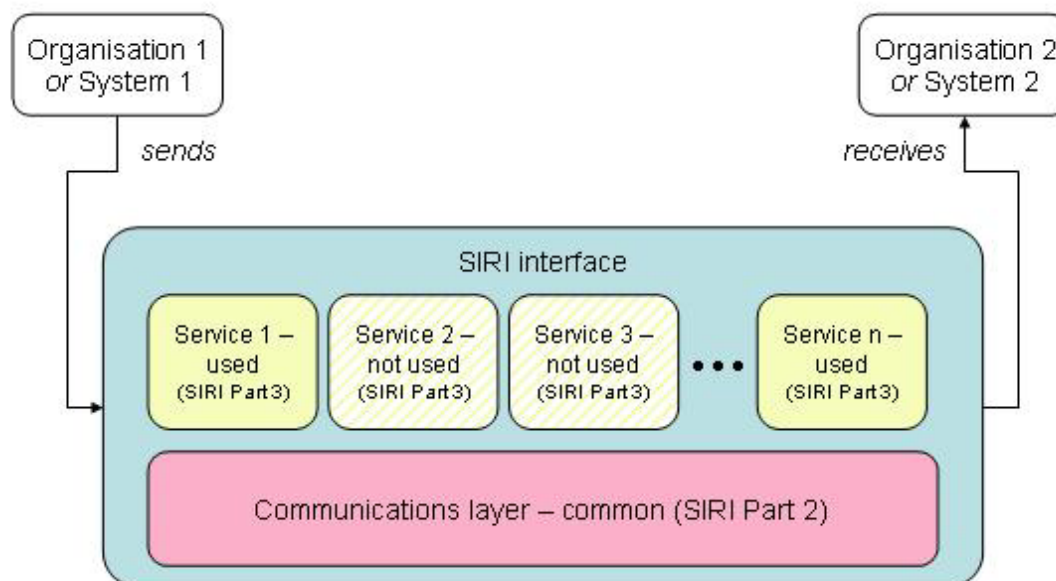 Organisation 1
or System 1
Organisation 2
or System 2
sends
receives
SIRI interface
Service 1 –
used
(SIRI Part3)
Service 2 –
not used
(SIRI Part3)
Service 3 –
not used
(SIRI Part3)
Service n –
used
(SIRI Part3)
Communications layer – common (SIRI Part 2)